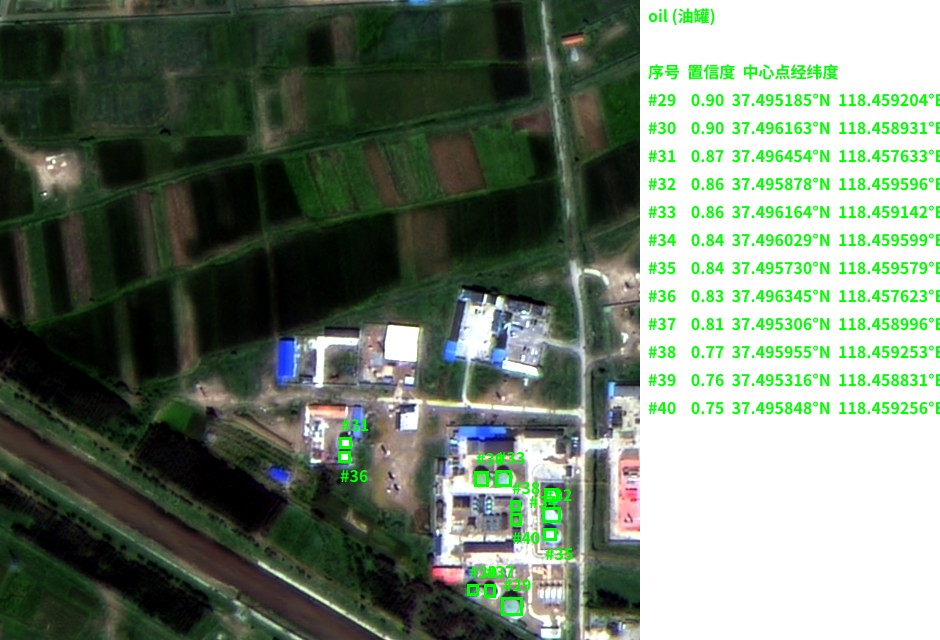 oil (油罐)
序号 置信度 中心点经纬度
#29 0.90 37.495185°N 118.459204°E
#30 0.90 37.496163°N 118.458931°E
#31 0.87 37.496454°N 118.457633°E
#32 0.86 37.495878°N 118.459596°E
#33 0.86 37.496164°N 118.459142°E
#34 0.84 37.496029°N 118.459599°E
#35 0.84 37.495730°N 118.459579°E
#36 0.83 37.496345°N 118.457623°E
#37 0.81 37.495306°N 118.458996°E
#38 0.77 37.495955°N 118.459253°E
#39 0.76 37.495316°N 118.458831°E
#40 0.75 37.495848°N 118.459256°E
#31
#36
#33
#38
#40
#35
#37
#29